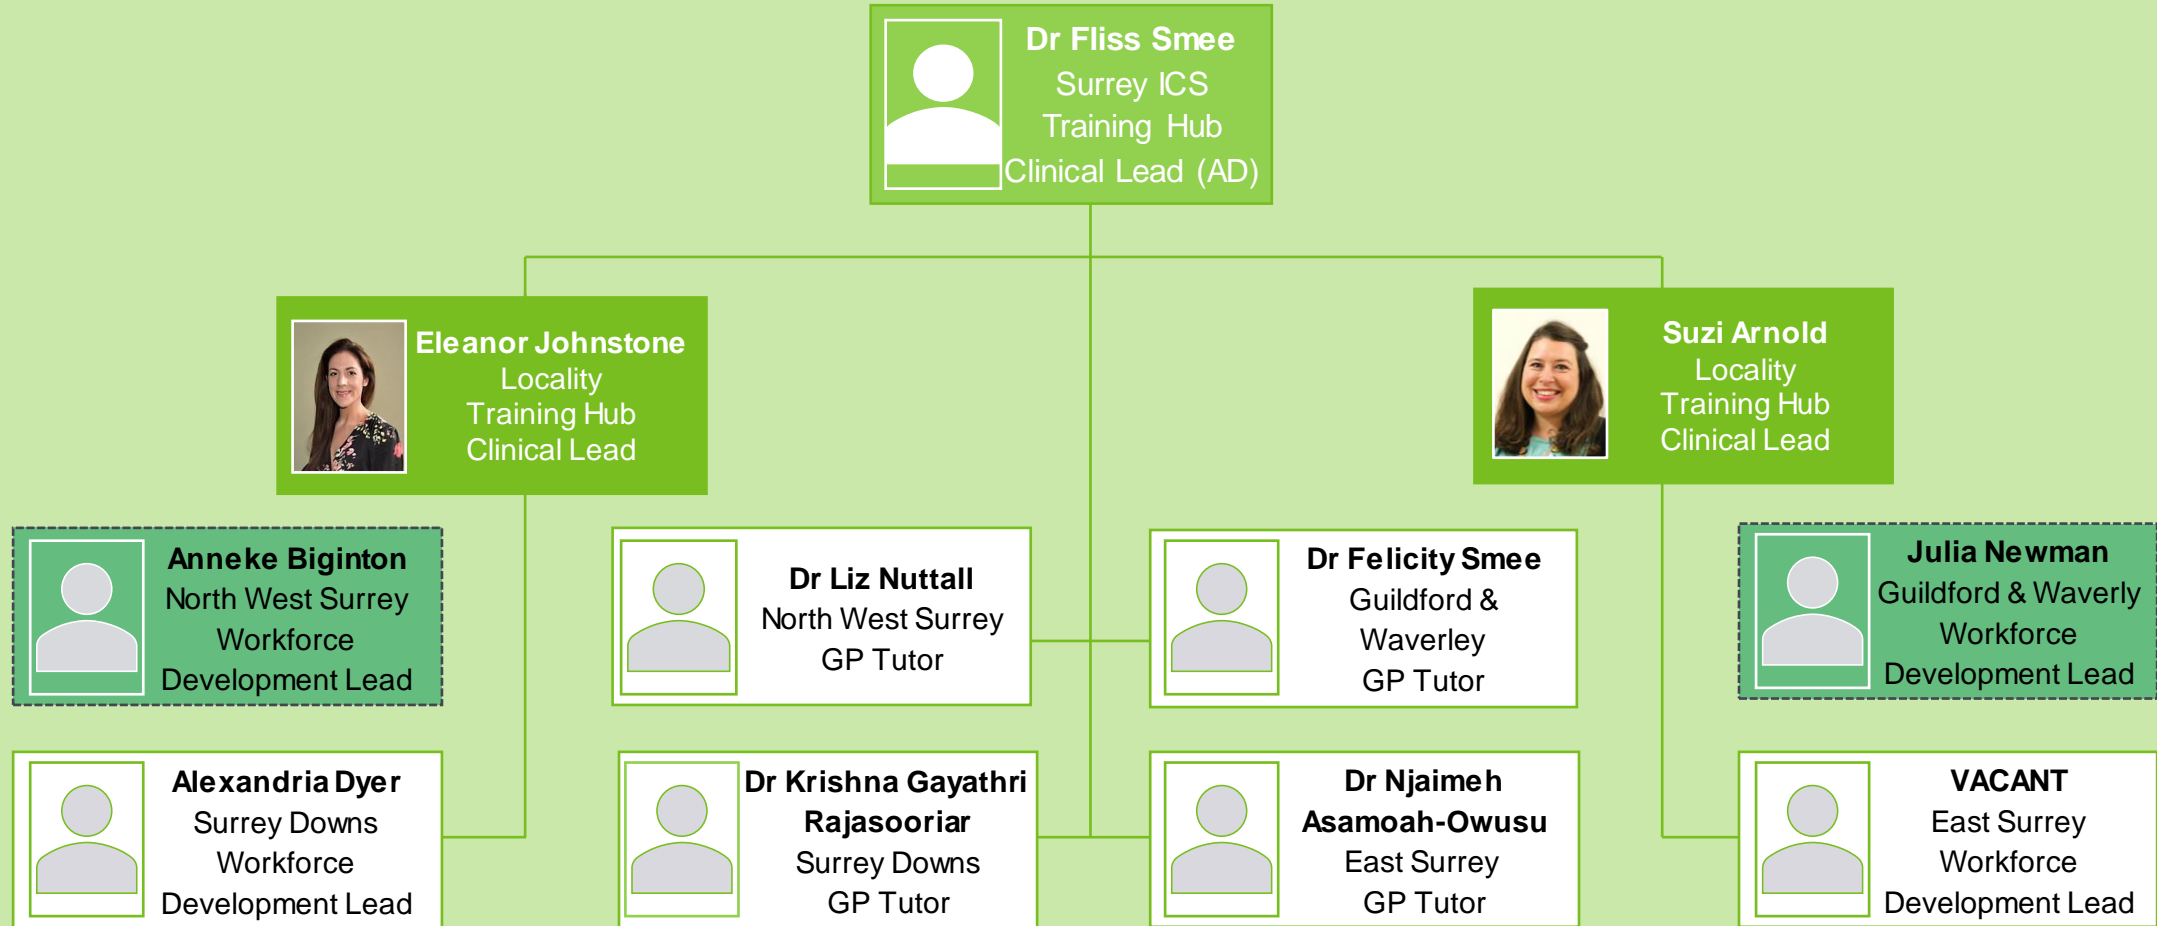 Dr Fliss Smee
Surrey ICS
Training Hub
Clinical Lead (AD)
Eleanor Johnstone
Locality
Training Hub
Clinical Lead
Suzi Arnold
Locality
Training Hub
Clinical Lead
Anneke Biginton
North West Surrey
Workforce
Development Lead
Dr Liz Nuttall
North West Surrey
GP Tutor
Dr Felicity Smee
Guildford &
Waverley
GP Tutor
Julia Newman
Guildford & Waverly
Workforce
Development Lead
Alexandria Dyer
Surrey Downs
Workforce
Development Lead
Dr Krishna Gayathri
Rajasooriar
Surrey Downs
GP Tutor
Dr Njaimeh
Asamoah-Owusu
East Surrey
GP Tutor
VACANT
East Surrey
Workforce
Development Lead